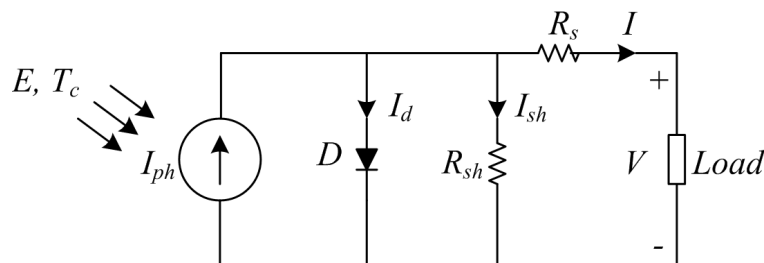 R_s
I
E, T_c
+
I_d
I_sh
I_ph
D
R_sh
V
Load
-